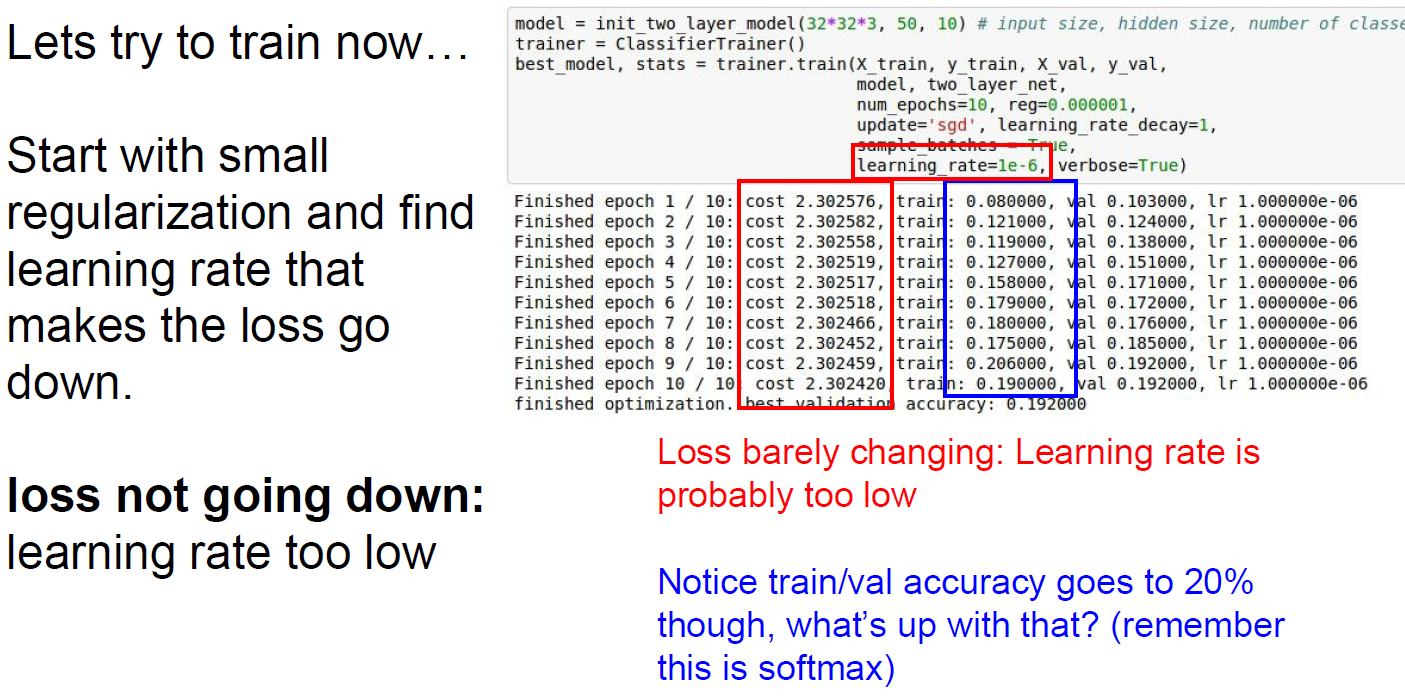 Lets try to train now…
Start with small
regularization and find
learning rate that
makes the loss go
down.
loss not going down:
learning rate too low
model = init_two_layer_model(32*32*3, 50, 10) # input size, hidden size, number of classe
trainer = ClassifierTrainer()
best_model, stats = trainer.train(X_train, y_train, X_val, y_val,
model, two_layer_net,
num_epochs=10, reg=0.000001,
update='sgd', learning_rate_decay=1,
sample_batches = True,
learning_rate=1e-6, verbose=True)
Finished epoch 1 / 10: cost 2.302576, train: 0.080000, val 0.103000, lr 1.000000e-06
Finished epoch 2 / 10: cost 2.302582, train: 0.121000, val 0.124000, lr 1.000000e-06
Finished epoch 3 / 10: cost 2.302558, train: 0.119000, val 0.138000, lr 1.000000e-06
Finished epoch 4 / 10: cost 2.302519, train: 0.127000, val 0.151000, lr 1.000000e-06
Finished epoch 5 / 10: cost 2.302517, train: 0.158000, val 0.171000, lr 1.000000e-06
Finished epoch 6 / 10: cost 2.302518, train: 0.179000, val 0.172000, lr 1.000000e-06
Finished epoch 7 / 10: cost 2.302466, train: 0.180000, val 0.176000, lr 1.000000e-06
Finished epoch 8 / 10: cost 2.302452, train: 0.175000, val 0.185000, lr 1.000000e-06
Finished epoch 9 / 10: cost 2.302459, train: 0.206000, val 0.192000, lr 1.000000e-06
Finished epoch 10 / 10: cost 2.302420, train: 0.190000, val 0.192000, lr 1.000000e-06
finished optimization. best validation accuracy: 0.192000
Loss barely changing: Learning rate is
probably too low
Notice train/val accuracy goes to 20%
though, what's up with that? (remember
this is softmax)